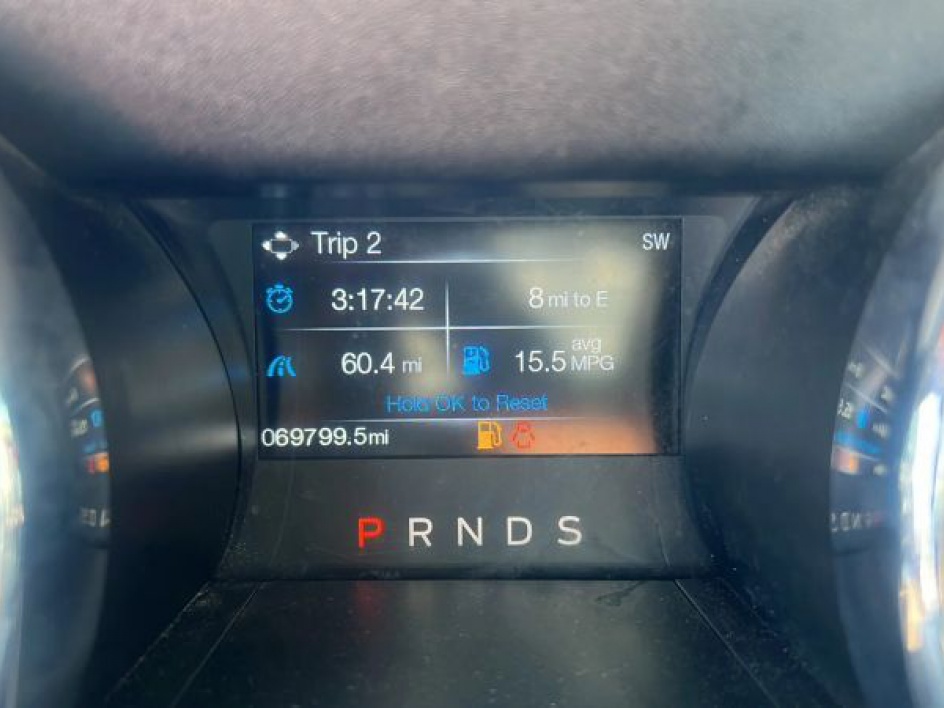 Trip 2 SW
3:17:42 8 mi to E
60.4 mi 15.5 avg MPG
Hold OK to Reset
069799.5mi
P R N D S